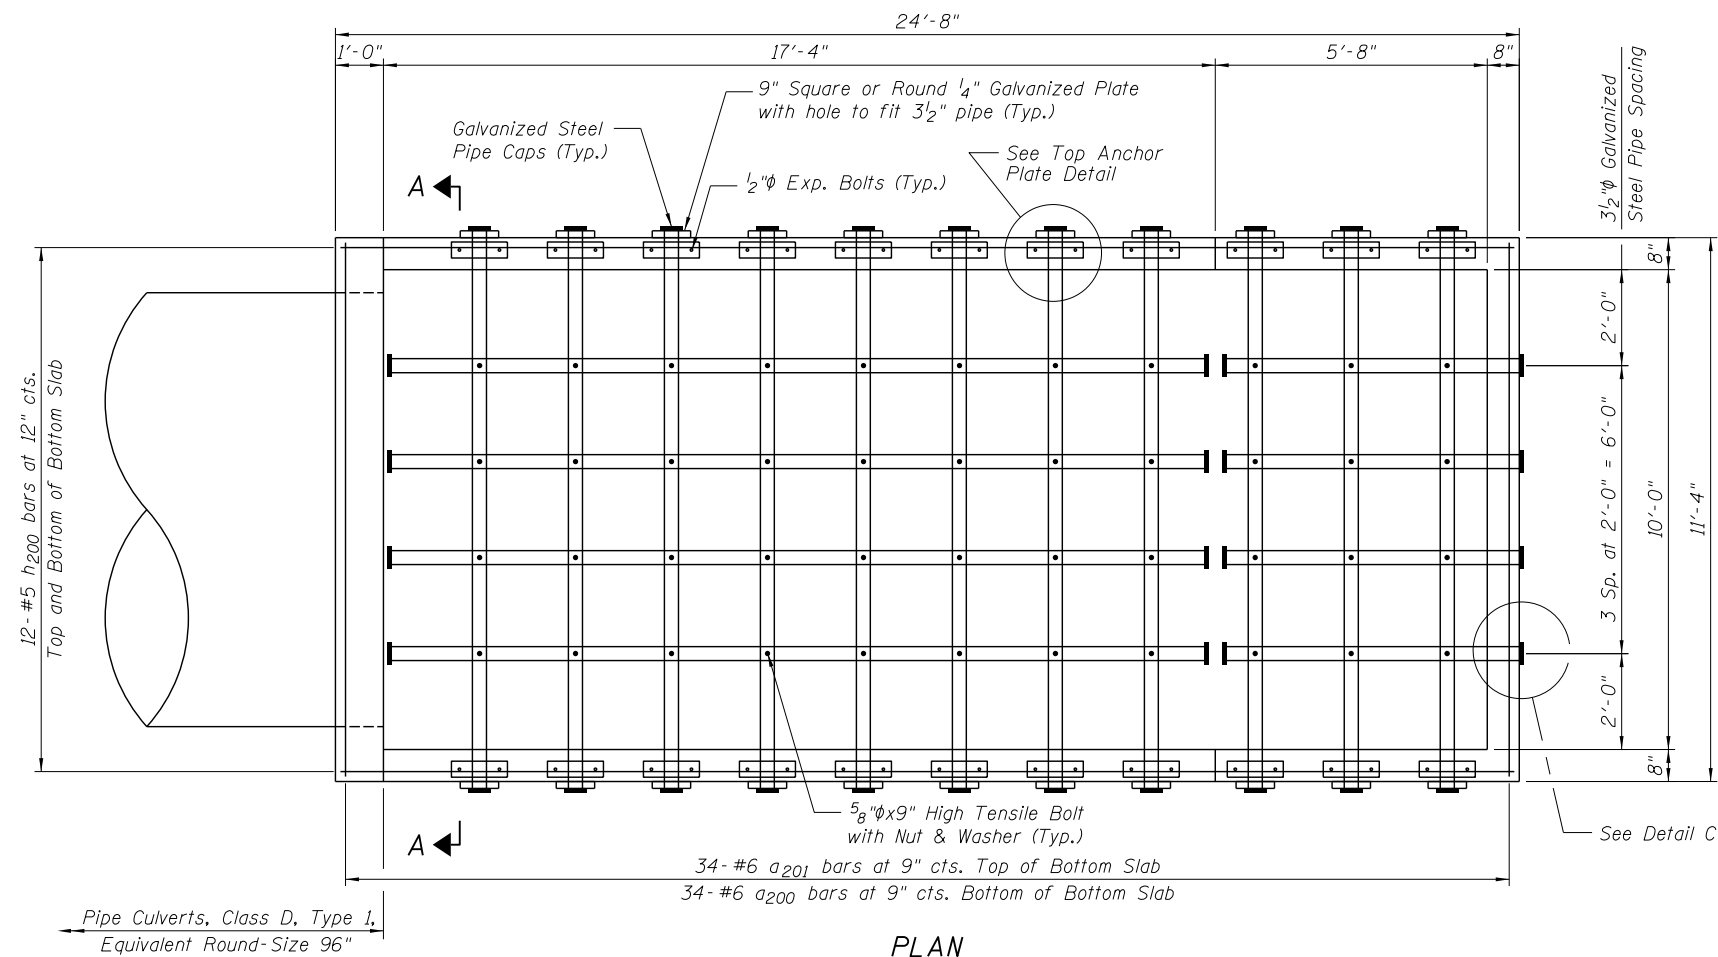 24'-8"
1'-0"
17'-4"
5'-8"
8"
9" Square or Round 1/4" Galvanized Plate
with hole to fit 3 1/2" pipe (Typ.)
Galvanized Steel
Pipe Caps (Typ.)
See Top Anchor
Plate Detail
1/2"ϕ Exp. Bolts (Typ.)
A
3 1/2"ϕ Galvanized
Steel Pipe Spacing
8"
2'-0"
3 Sp. at 2'-0" = 6'-0"
10'-0"
11'-4"
2'-0"
8"
12-#5 h200 bars at 12" cts.
Top and Bottom of Bottom Slab
5/8"ϕx9" High Tensile Bolt
with Nut & Washer (Typ.)
See Detail C
A
34-#6 a201 bars at 9" cts. Top of Bottom Slab
34-#6 a200 bars at 9" cts. Bottom of Bottom Slab
Pipe Culverts, Class D, Type 1,
Equivalent Round-Size 96"
PLAN